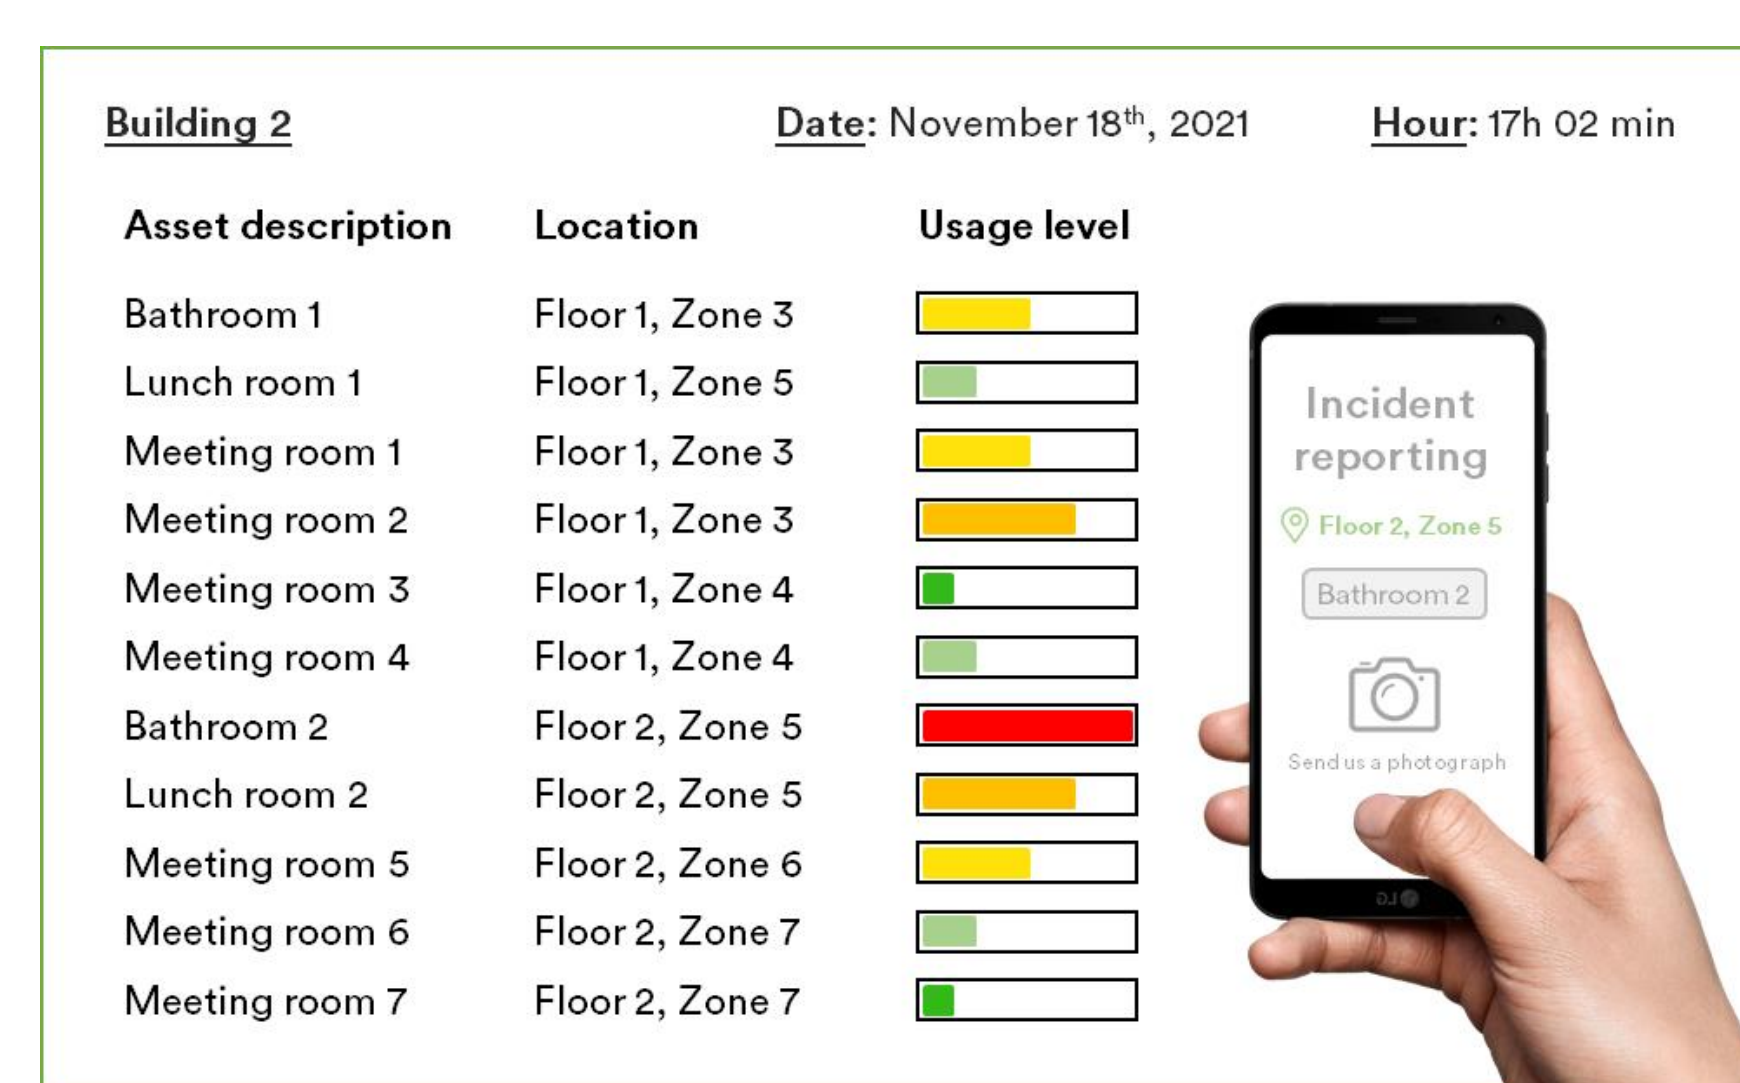 Building 2 Date: November 18th, 2021 Hour: 17h 02 min
Asset description Location Usage level
Bathroom 1 Floor 1, Zone 3
Lunch room 1 Floor 1, Zone 5
Meeting room 1 Floor 1, Zone 3
Meeting room 2 Floor 1, Zone 3
Meeting room 3 Floor 1, Zone 4
Meeting room 4 Floor 1, Zone 4
Bathroom 2 Floor 2, Zone 5
Lunch room 2 Floor 2, Zone 5
Meeting room 5 Floor 2, Zone 6
Meeting room 6 Floor 2, Zone 7
Meeting room 7 Floor 2, Zone 7
Incident
reporting
Floor 2, Zone 5
Bathroom 2
Send us a photograph
LG